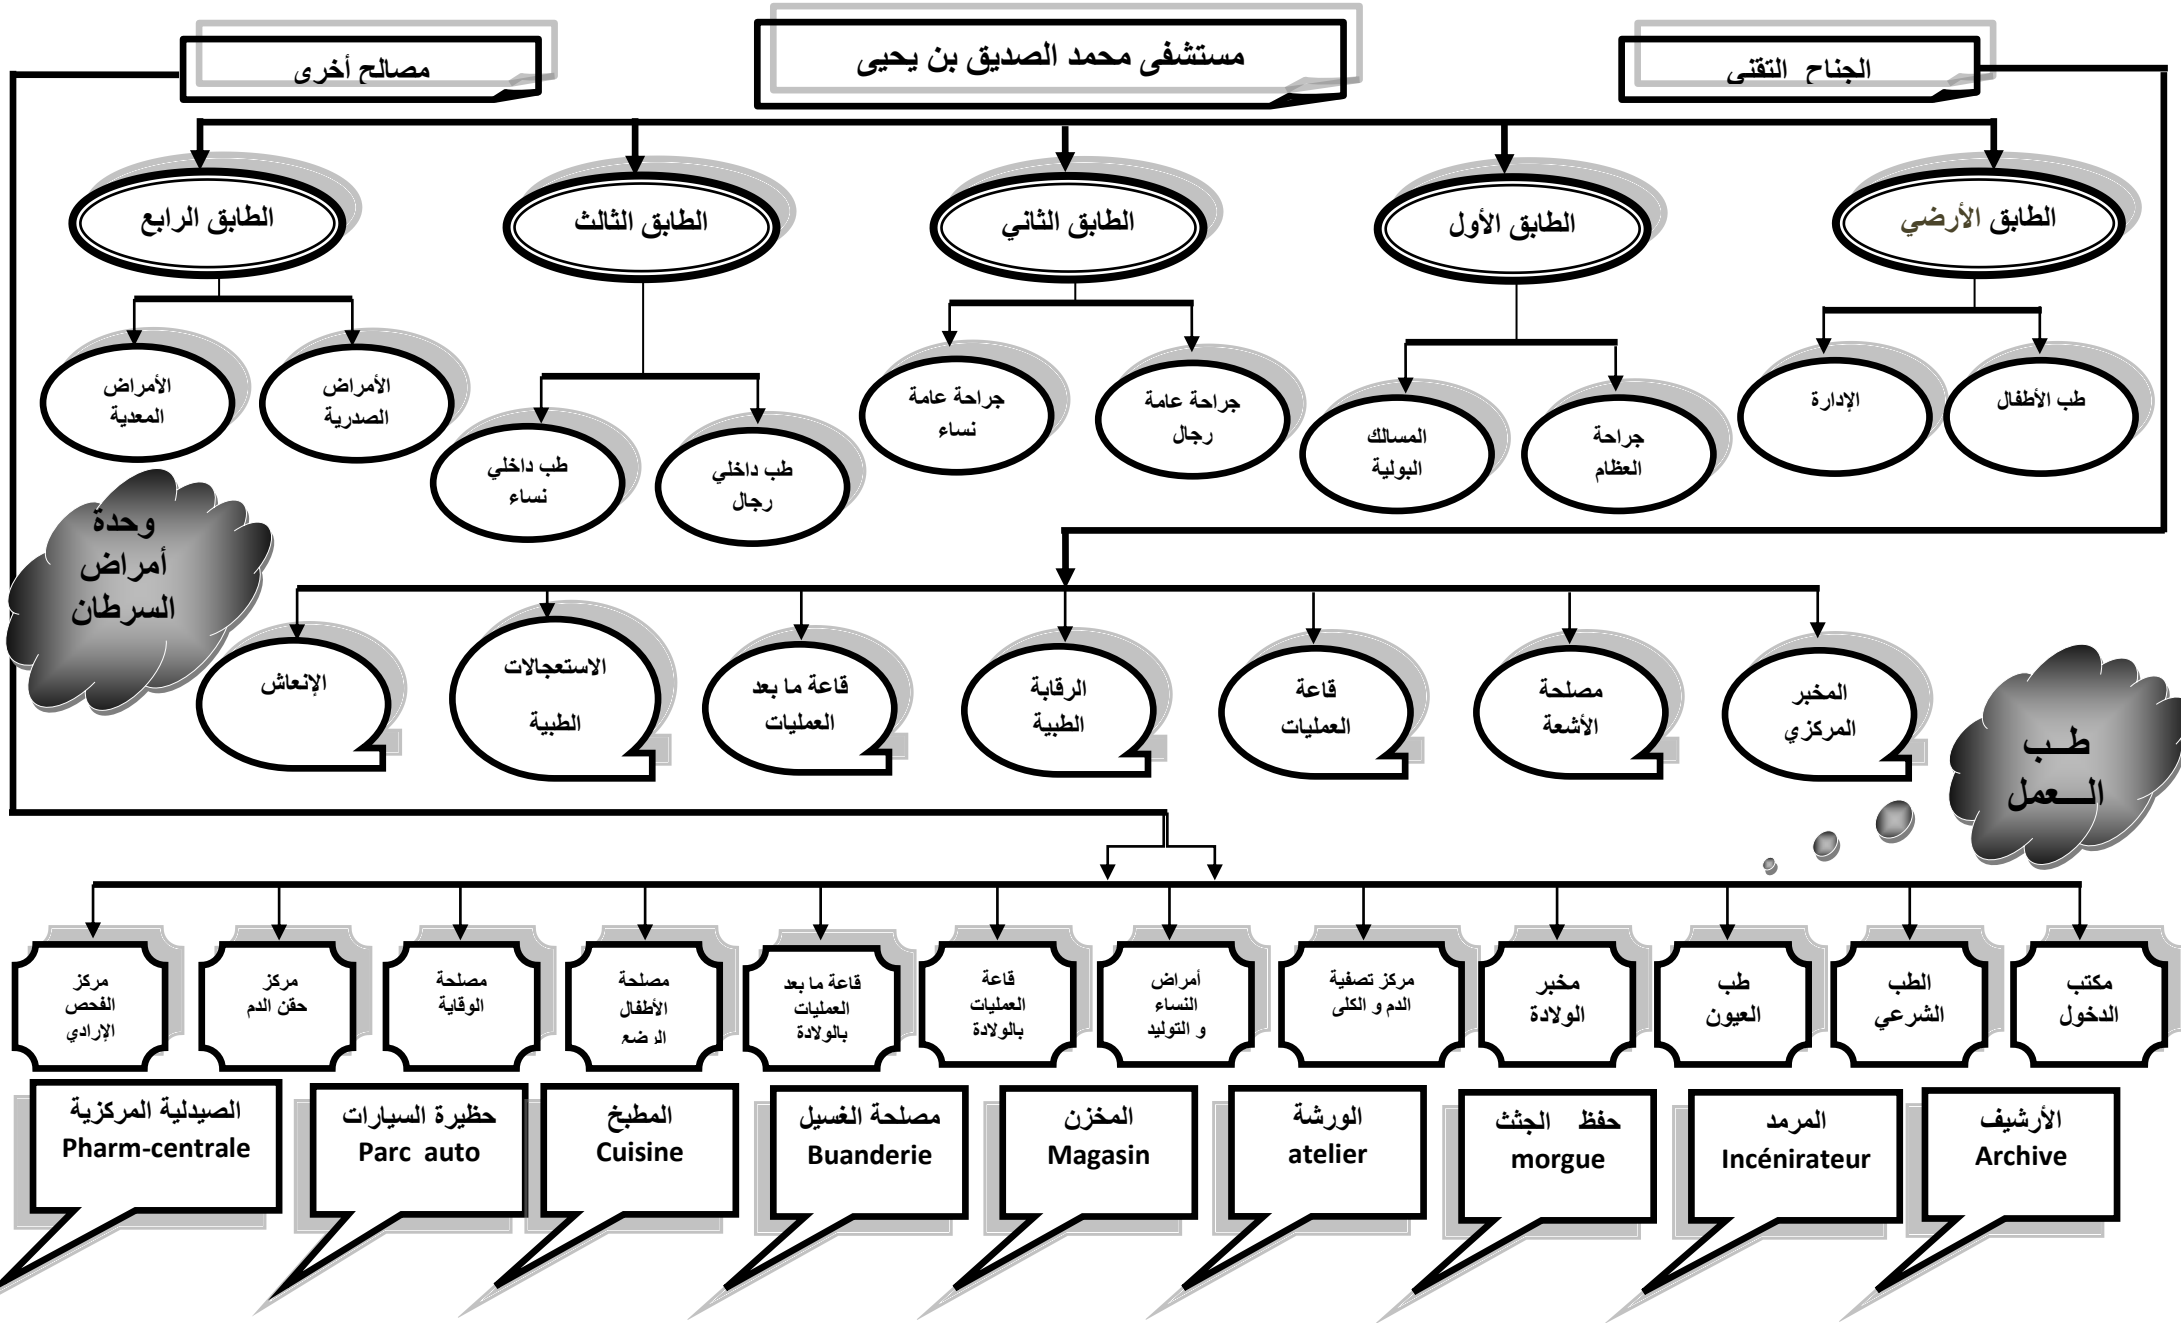 الجناح التقني
مستشفى محمد الصديق بن يحيى
مصالح أخرى
الطابق الأرضي
الطابق الأول
الطابق الثاني
الطابق الثالث
الطابق الرابع
طب الأطفال
الإدارة
جراحة
العظام
المسالك
البولية
جراحة عامة
رجال
جراحة عامة
نساء
طب داخلي
رجال
طب داخلي
نساء
الأمراض
الصدرية
الأمراض
المعدية
وحدة
أمراض
السرطان
المخبر
المركزي
مصلحة
الأشعة
قاعة
العمليات
الرقابة
الطبية
قاعة ما بعد
العمليات
الاستعجالات
الطبية
الإنعاش
طــب
الــــعمل
مكتب
الدخول
الطب
الشرعي
طب
العيون
مخبر
الولادة
مركز تصفية
الدم و الكلى
أمراض
النساء
و التوليد
قاعة
العمليات
بالولادة
قاعة ما بعد
العمليات
بالولادة
مصلحة
الأطفال
الرضع
مصلحة
الوقاية
مركز
حقن الدم
مركز
الفحص
الإرادي
الأرشيف
Archive
المرمد
Incénirateur
حفظ الجثث
morgue
الورشة
atelier
المخزن
Magasin
مصلحة الغسيل
Buanderie
المطبخ
Cuisine
حظيرة السيارات
Parc auto
الصيدلية المركزية
Pharm-centrale